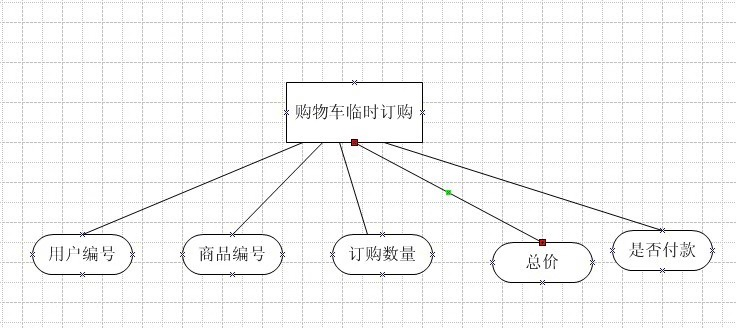 购物车临时订购
用户编号
商品编号
订购数量
总价
是否付款